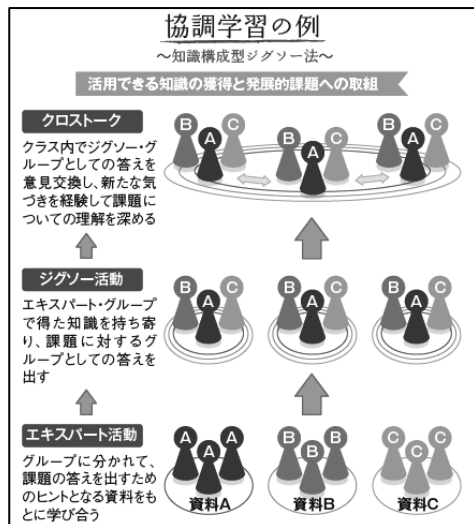 協調学習の例
～知識構成型ジグソー法～
活用できる知識の獲得と発展的課題への取組
クロストーク
クラス内でジグソー・グ
ループとしての答えを
意見交換し、新たな気
づきを経験して課題に
ついての理解を深める
B A C B A C B A C
ジグソー活動
エキスパート・グループ
で得た知識を持ち寄
り、課題に対するグ
ループとしての答えを
出す
B A C B A C B A C
エキスパート活動
グループに分かれて、
課題の答えを出すため
のヒントとなる資料をも
とに学び合う
A A A B B B C C C
資料A 資料B 資料C